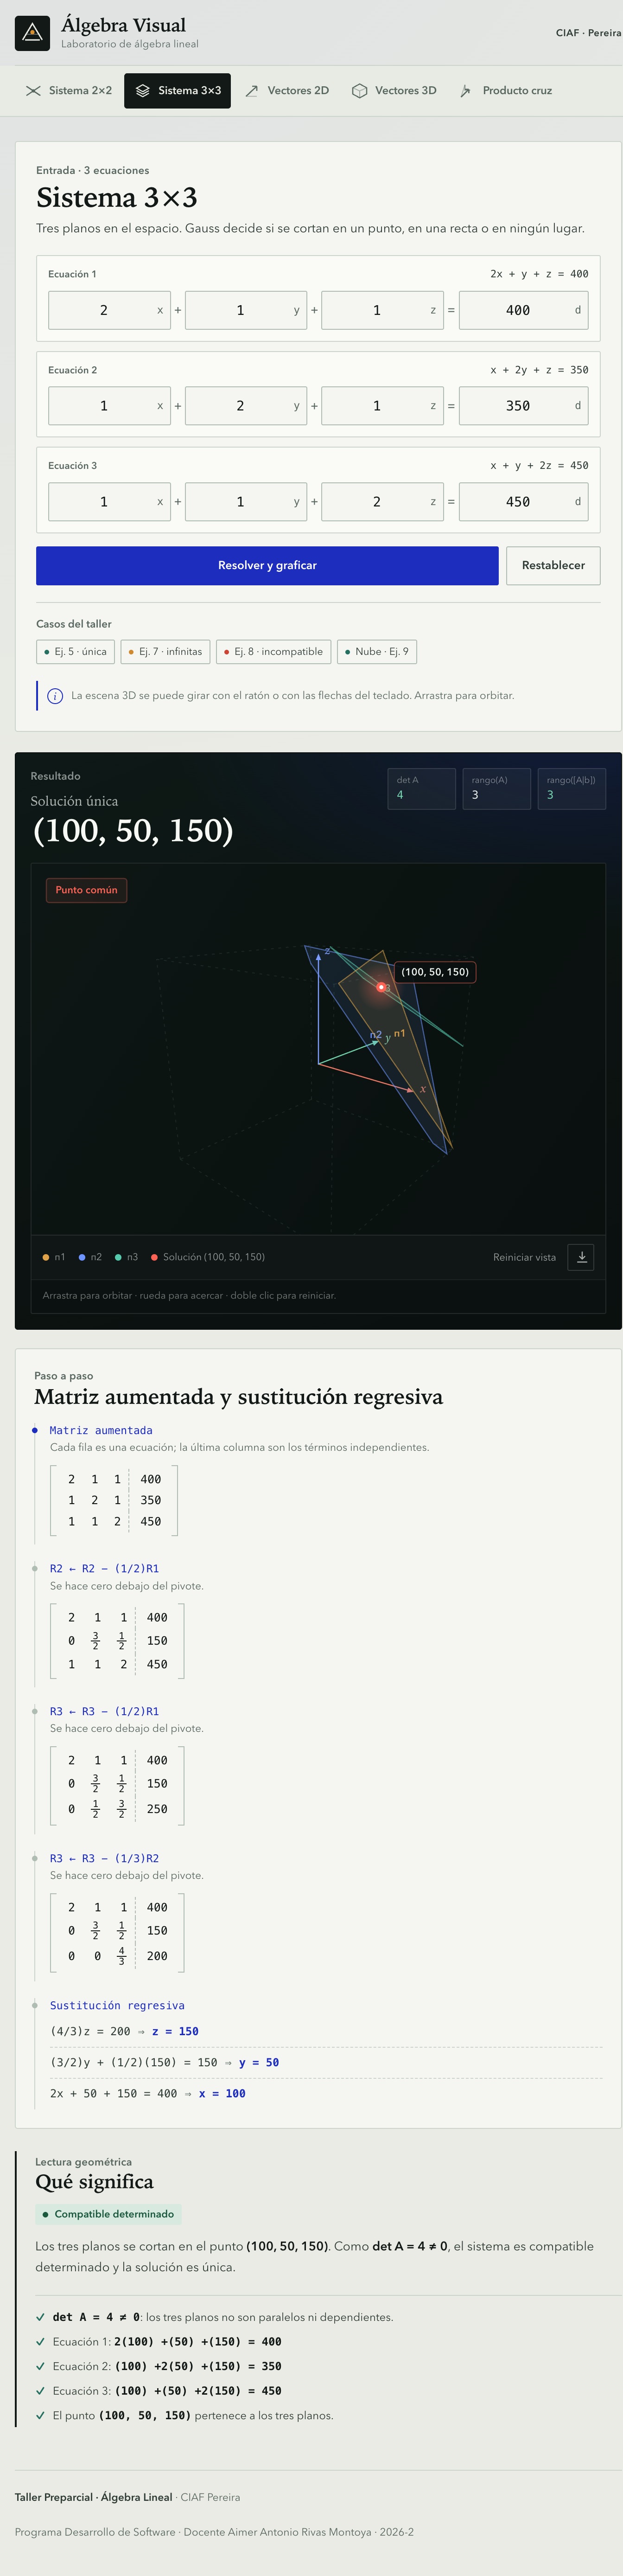 Álgebra Visual
Laboratorio de álgebra lineal
CIAF · Pereira
Sistema 2×2
Sistema 3×3
Vectores 2D
Vectores 3D
Producto cruz
Entrada · 3 ecuaciones
Sistema 3×3
Tres planos en el espacio. Gauss decide si se cortan en un punto, en una recta o en ningún lugar.
Ecuación 1
2x + y + z = 400
2 x + 1 y + 1 z = 400 d
Ecuación 2
x + 2y + z = 350
1 x + 2 y + 1 z = 350 d
Ecuación 3
x + y + 2z = 450
1 x + 1 y + 2 z = 450 d
Resolver y graficar
Restablecer
Casos del taller
Ej. 5 · única
Ej. 7 · infinitas
Ej. 8 · incompatible
Nube · Ej. 9
i La escena 3D se puede girar con el ratón o con las flechas del teclado. Arrastra para orbitar.
Resultado
Solución única
(100, 50, 150)
det A
4
rango(A)
3
rango([A|b])
3
Punto común
z
(100, 50, 150)
n2 y n1
x
n1 n2 n3 Solución (100, 50, 150)
Reiniciar vista
Arrastra para orbitar · rueda para acercar · doble clic para reiniciar.
Paso a paso
Matriz aumentada y sustitución regresiva
Matriz aumentada
Cada fila es una ecuación; la última columna son los términos independientes.
2 1 1 400
1 2 1 350
1 1 2 450
R2 ← R2 − (1/2)R1
Se hace cero debajo del pivote.
2 1 1 400
0 3/2 1/2 150
1 1 2 450
R3 ← R3 − (1/2)R1
Se hace cero debajo del pivote.
2 1 1 400
0 3/2 1/2 150
0 1/2 3/2 250
R3 ← R3 − (1/3)R2
Se hace cero debajo del pivote.
2 1 1 400
0 3/2 1/2 150
0 0 4/3 200
Sustitución regresiva
(4/3)z = 200 ⇒ z = 150
(3/2)y + (1/2)(150) = 150 ⇒ y = 50
2x + 50 + 150 = 400 ⇒ x = 100
Lectura geométrica
Qué significa
Compatible determinado
Los tres planos se cortan en el punto (100, 50, 150). Como det A = 4 ≠ 0, el sistema es compatible
determinado y la solución es única.
det A = 4 ≠ 0: los tres planos no son paralelos ni dependientes.
Ecuación 1: 2(100) +(50) +(150) = 400
Ecuación 2: (100) +2(50) +(150) = 350
Ecuación 3: (100) +(50) +2(150) = 450
El punto (100, 50, 150) pertenece a los tres planos.
Taller Preparcial · Álgebra Lineal · CIAF Pereira
Programa Desarrollo de Software · Docente Aimer Antonio Rivas Montoya · 2026-2